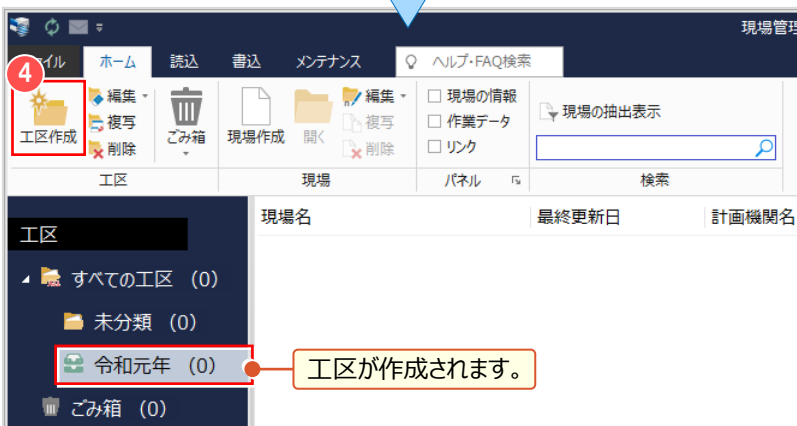 現場管理
ファイル ホーム 読込 書込 メンテナンス ヘルプ・FAQ検索
4
工区作成 編集 複写 削除 ごみ箱 現場作成 開く 編集 複写 削除 現場の情報 作業データ リンク 現場の抽出表示
工区 現場 パネル 検索
工区 現場名 最終更新日 計画機関名
すべての工区 (0)
未分類 (0)
令和元年 (0) 工区が作成されます。
ごみ箱 (0)